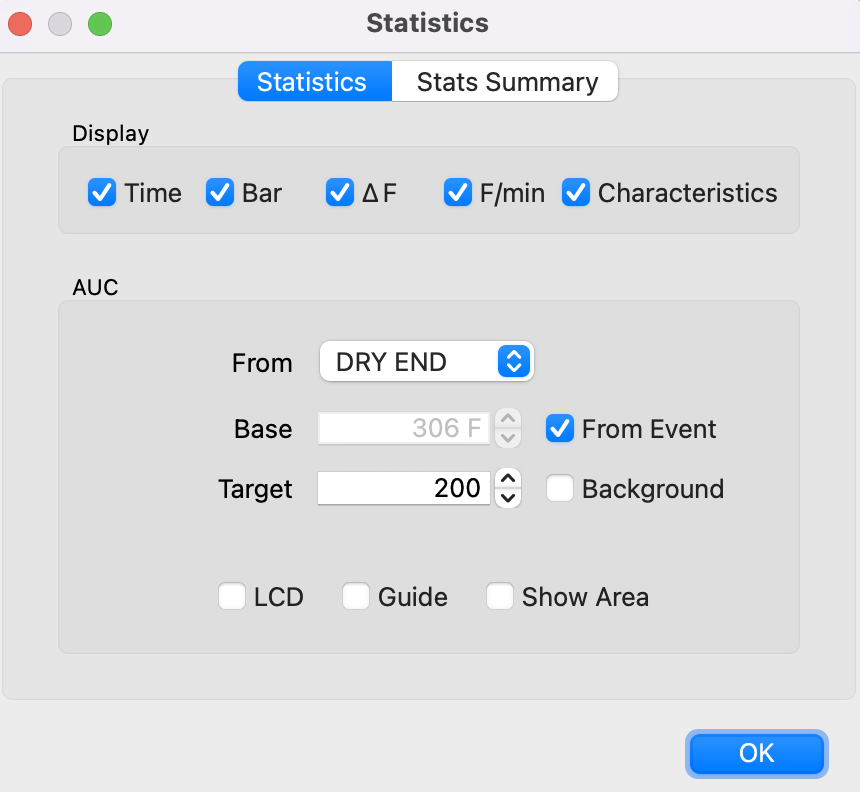 Statistics
Statistics Stats Summary
Display
Time Bar Δ F F/min Characteristics
AUC
From DRY END
Base 306 F From Event
Target 200 Background
LCD Guide Show Area
OK